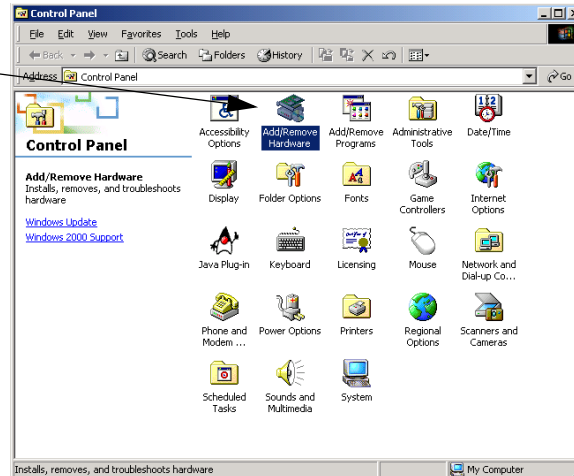 Control Panel
File Edit View Favorites Tools Help
Back Search Folders History
Address Control Panel Go
Control Panel
Add/Remove Hardware
Installs, removes, and troubleshoots
hardware
Windows Update
Windows 2000 Support
Accessibility
Options
Add/Remove
Hardware
Add/Remove
Programs
Administrative
Tools
Date/Time
Display
Folder Options
Fonts
Game
Controllers
Internet
Options
Java Plug-in
Keyboard
Licensing
Mouse
Network and
Dial-up Co...
Phone and
Modem ...
Power Options
Printers
Regional
Options
Scanners and
Cameras
Scheduled
Tasks
Sounds and
Multimedia
System
Installs, removes, and troubleshoots hardware
My Computer